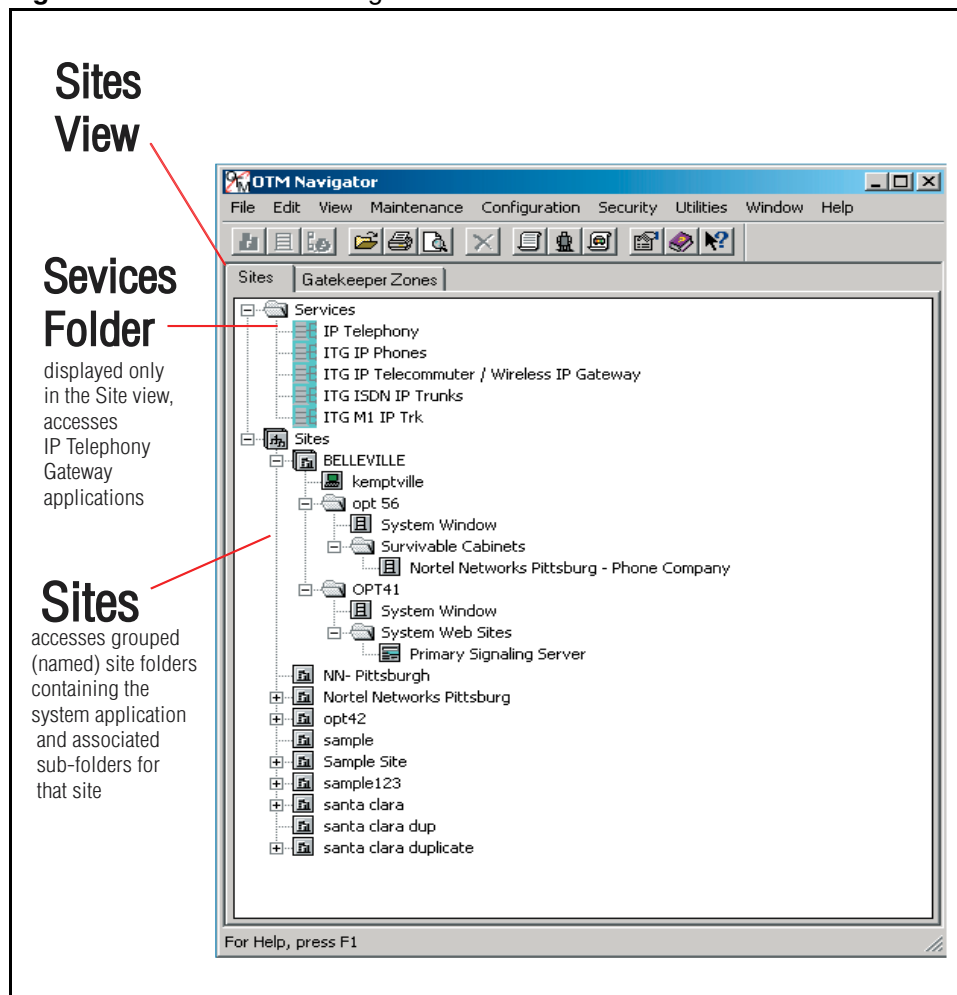 Sites
View
OTM Navigator
File Edit View Maintenance Configuration Security Utilities Window Help
Sites Gatekeeper Zones
Sevices
Folder
displayed only
in the Site view,
accesses
IP Telephony
Gateway
applications
Services
IP Telephony
ITG IP Phones
ITG IP Telecommuter / Wireless IP Gateway
ITG ISDN IP Trunks
ITG M1 IP Trk
Sites
BELLEVILLE
kemptville
opt 56
System Window
Survivable Cabinets
Nortel Networks Pittsburg - Phone Company
OPT41
System Window
System Web Sites
Primary Signaling Server
NN- Pittsburgh
Nortel Networks Pittsburg
opt42
sample
Sample Site
sample123
santa clara
santa clara dup
santa clara duplicate
Sites
accesses grouped
(named) site folders
containing the
system application
and associated
sub-folders for
that site
For Help, press F1